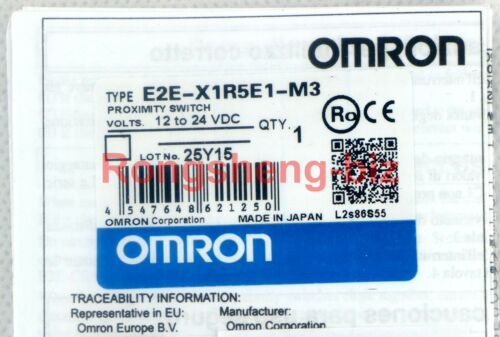 OMRON
TYPE E2E-X1R5E1-M3
PROXIMITY SWITCH
VOLTS. 12 to 24 VDC
QTY. 1
LOT No. 25Y15
Rongsheng-biz
Ro CE
4 547648 621250
OMRON Corporation MADE IN JAPAN
L2s86S55
OMRON
TRACEABILITY INFORMATION:
Representative in EU: Manufacturer:
Omron Europe B.V. Omron Corporation